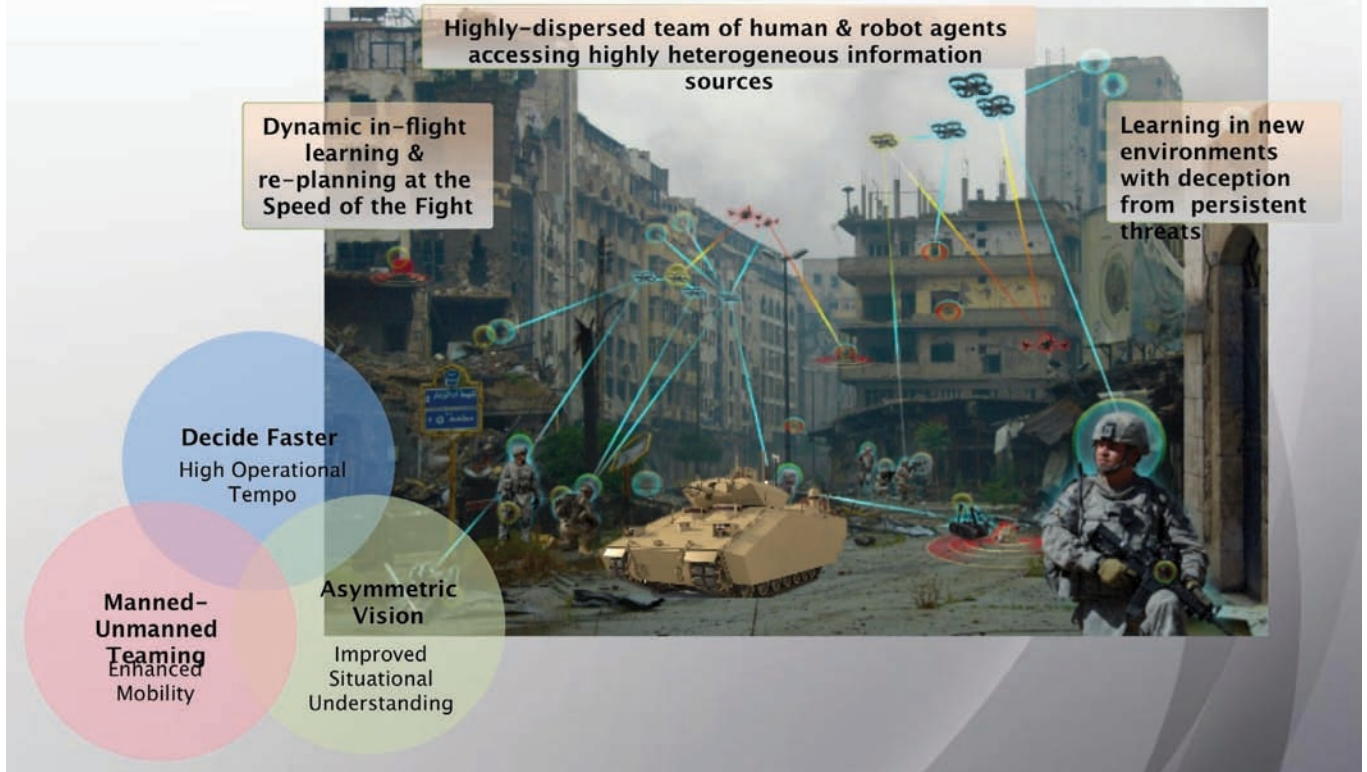 Highly-dispersed team of human & robot agents
accessing highly heterogeneous information
sources
Dynamic in-flight
learning &
re-planning at the
Speed of the Fight
Learning in new
environments
with deception
from persistent
threats
Decide Faster
High Operational
Tempo
Manned-
Unmanned
Teaming
Enhanced
Mobility
Asymmetric
Vision
Improved
Situational
Understanding